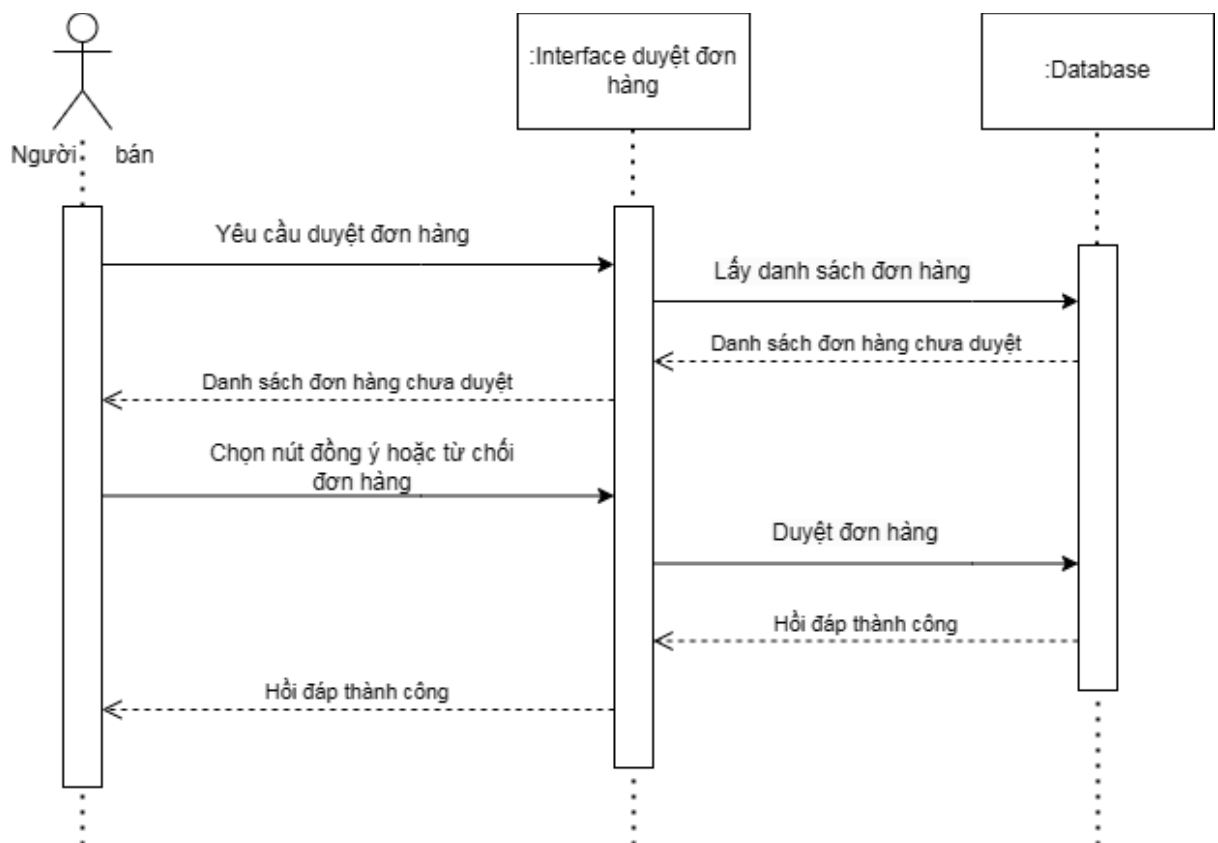 :Interface duyệt đơn
hàng
:Database
Người bán
Yêu cầu duyệt đơn hàng
Lấy danh sách đơn hàng
Danh sách đơn hàng chưa duyệt
Danh sách đơn hàng chưa duyệt
Chọn nút đồng ý hoặc từ chối
đơn hàng
Duyệt đơn hàng
Hồi đáp thành công
Hồi đáp thành công